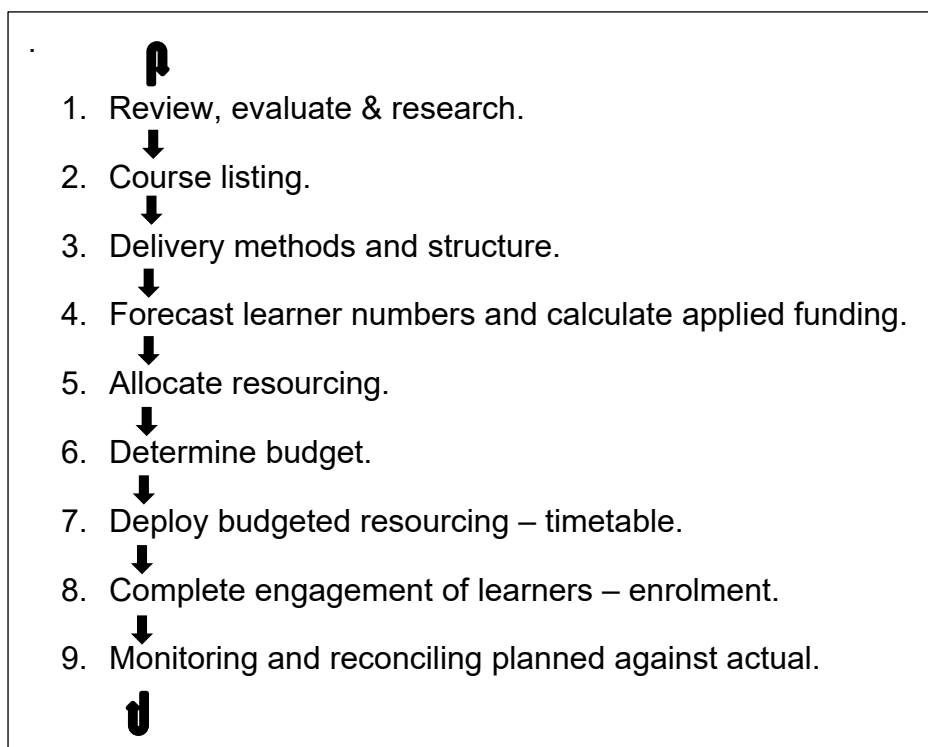 .
1. Review, evaluate & research.
2. Course listing.
3. Delivery methods and structure.
4. Forecast learner numbers and calculate applied funding.
5. Allocate resourcing.
6. Determine budget.
7. Deploy budgeted resourcing – timetable.
8. Complete engagement of learners – enrolment.
9. Monitoring and reconciling planned against actual.